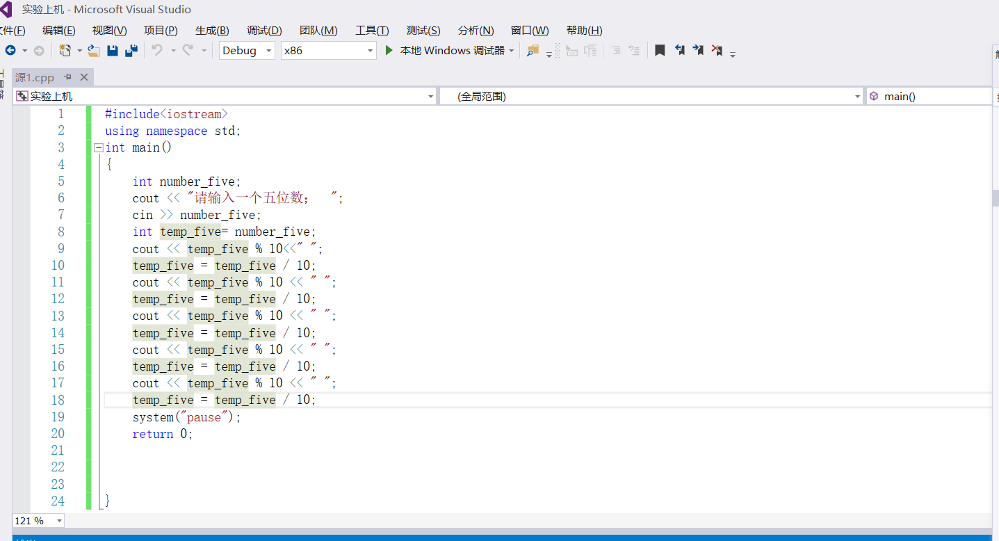 实验上机 - Microsoft Visual Studio
件(F) 编辑(E) 视图(V) 项目(P) 生成(B) 调试(D) 团队(M) 工具(T) 测试(S) 分析(N) 窗口(W) 帮助(H)
Debug x86 本地 Windows 调试器
源1.cpp
实验上机 (全局范围) main()
1 #include<iostream>
2 using namespace std;
3 int main()
4 {
5 int number_five;
6 cout << "请输入一个五位数;  ";
7 cin >> number_five;
8 int temp_five= number_five;
9 cout << temp_five % 10<<" ";
10 temp_five = temp_five / 10;
11 cout << temp_five % 10 << " ";
12 temp_five = temp_five / 10;
13 cout << temp_five % 10 << " ";
14 temp_five = temp_five / 10;
15 cout << temp_five % 10 << " ";
16 temp_five = temp_five / 10;
17 cout << temp_five % 10 << " ";
18 temp_five = temp_five / 10;
19 system("pause");
20 return 0;
21
22
23
24 }
121 %